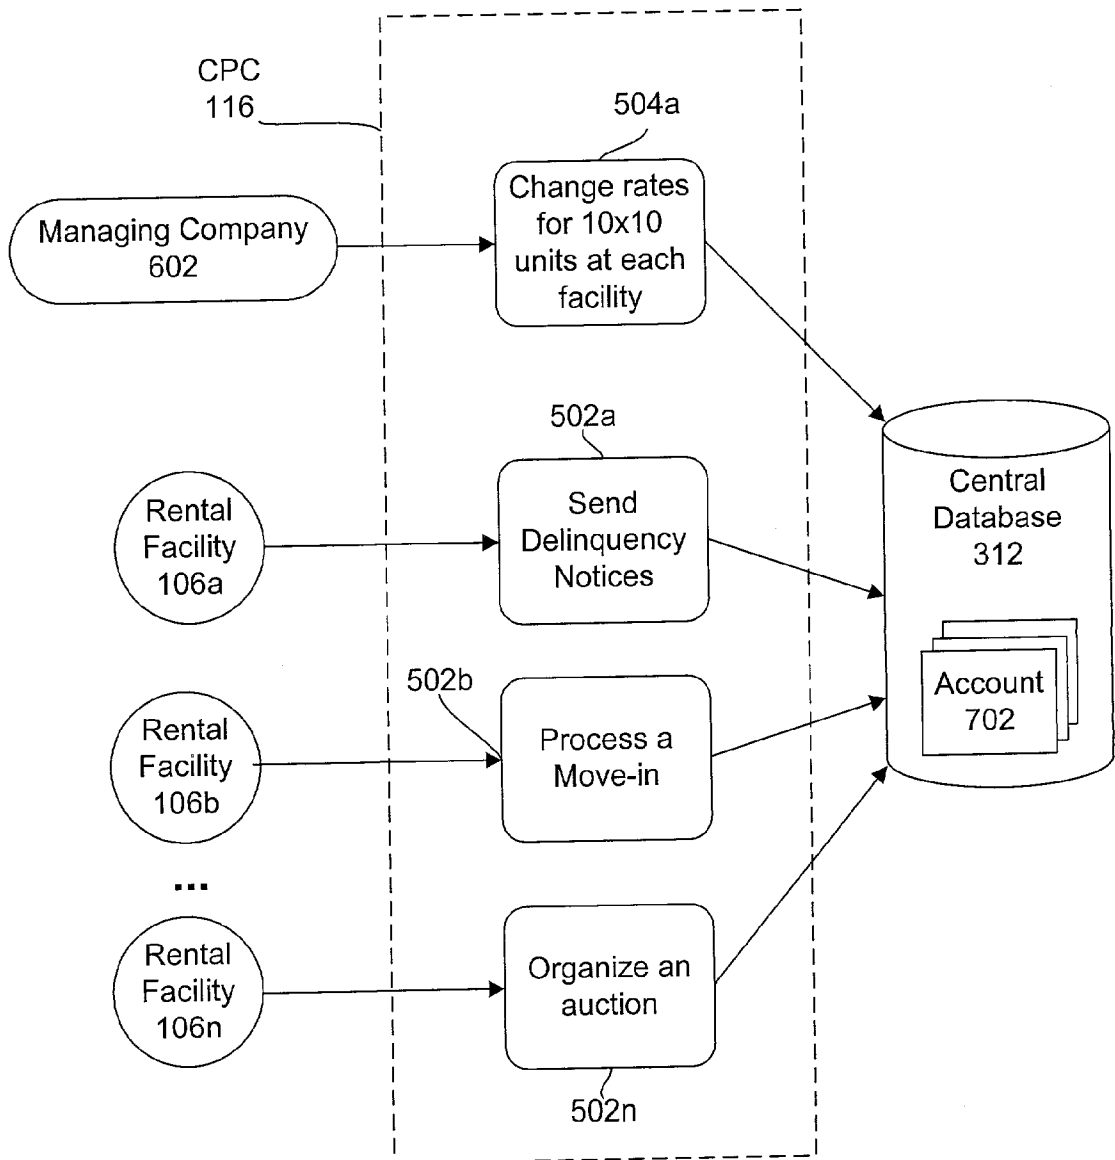 CPC
116
504a
Change rates
for 10x10
units at each
facility
Managing Company
602
502a
Send
Delinquency
Notices
Rental
Facility
106a
Central
Database
312
Account
702
502b
Process a
Move-in
Rental
Facility
106b
...
Rental
Facility
106n
Organize an
auction
502n